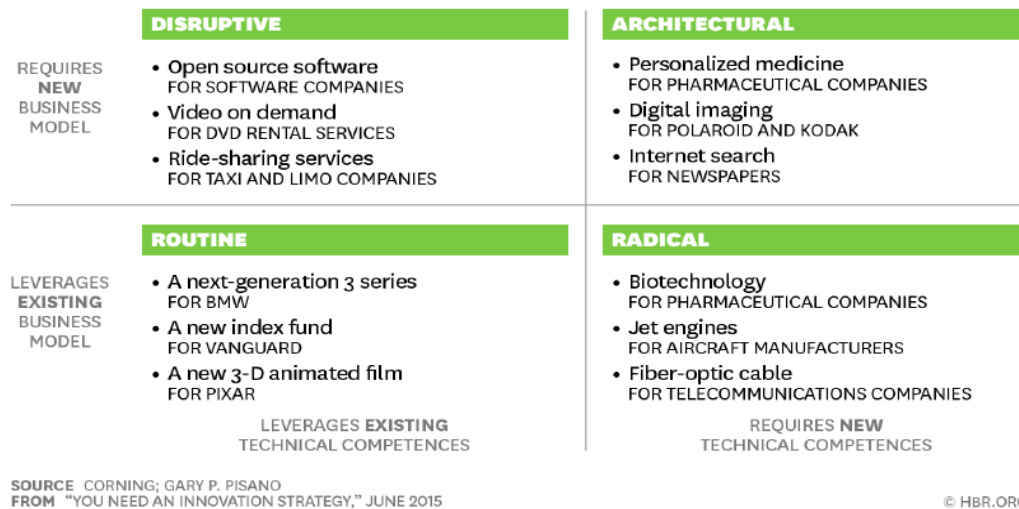 DISRUPTIVE
REQUIRES
NEW
BUSINESS
MODEL
• Open source software
FOR SOFTWARE COMPANIES
• Video on demand
FOR DVD RENTAL SERVICES
• Ride-sharing services
FOR TAXI AND LIMO COMPANIES
ARCHITECTURAL
• Personalized medicine
FOR PHARMACEUTICAL COMPANIES
• Digital imaging
FOR POLAROID AND KODAK
• Internet search
FOR NEWSPAPERS
ROUTINE
LEVERAGES
EXISTING
BUSINESS
MODEL
• A next-generation 3 series
FOR BMW
• A new index fund
FOR VANGUARD
• A new 3-D animated film
FOR PIXAR
LEVERAGES EXISTING
TECHNICAL COMPETENCES
RADICAL
• Biotechnology
FOR PHARMACEUTICAL COMPANIES
• Jet engines
FOR AIRCRAFT MANUFACTURERS
• Fiber-optic cable
FOR TELECOMMUNICATIONS COMPANIES
REQUIRES NEW
TECHNICAL COMPETENCES
SOURCE CORNING; GARY P. PISANO
FROM “YOU NEED AN INNOVATION STRATEGY,” JUNE 2015
© HBR.ORG